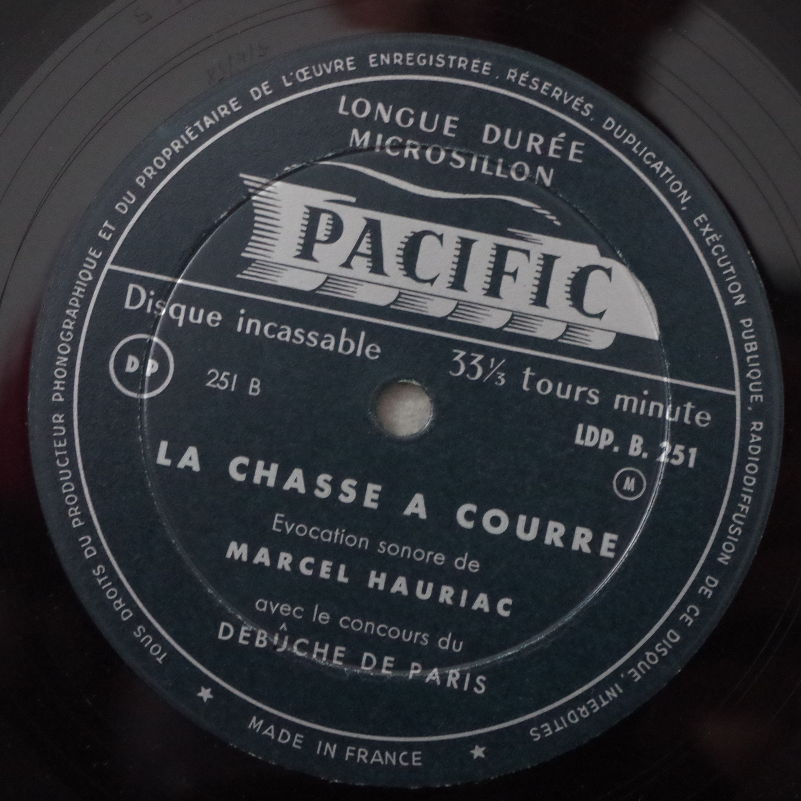 TOUS DROITS DU PRODUCTEUR PHONOGRAPHIQUE ET DU PROPRIÉTAIRE DE L'ŒUVRE ENREGISTRÉE, RÉSERVÉS, DUPLICATION, EXÉCUTION PUBLIQUE, RADIODIFFUSION DE CE DISQUE, INTERDITES
LONGUE DURÉE
MICROSILLON
PACIFIC
Disque incassable 33⅓ tours minute
DP 251 B LDP. B. 251
M
LA CHASSE A COURRE
Evocation sonore de
MARCEL HAURIAC
avec le concours du
DÉBÛCHE DE PARIS
★ MADE IN FRANCE ★